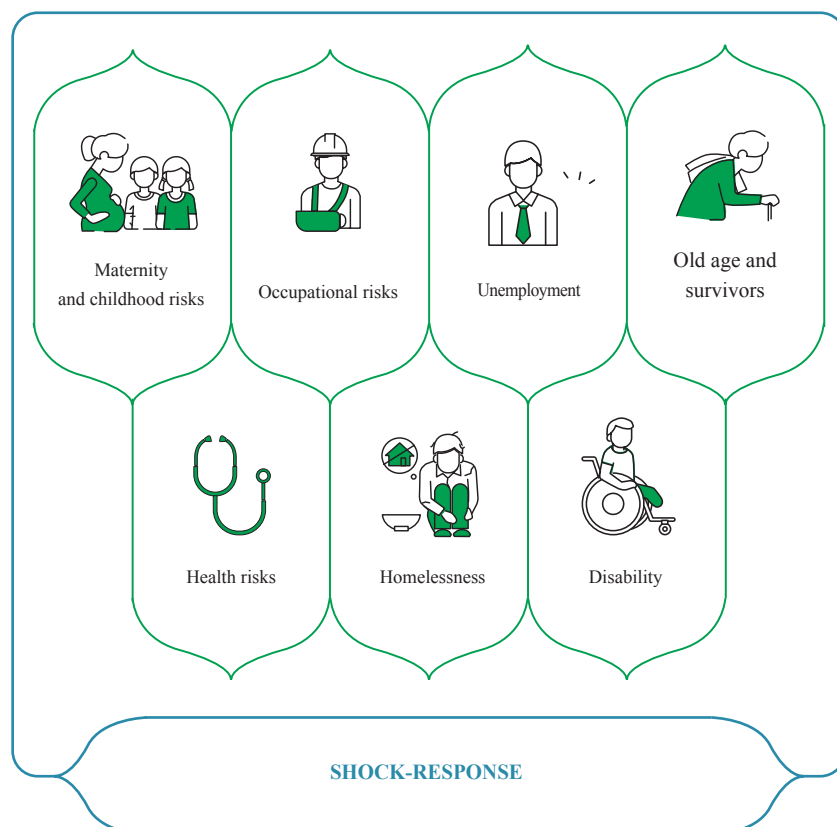 Maternity
and childhood risks
Occupational risks
Unemployment
Old age and
survivors
Health risks
Homelessness
Disability
SHOCK-RESPONSE